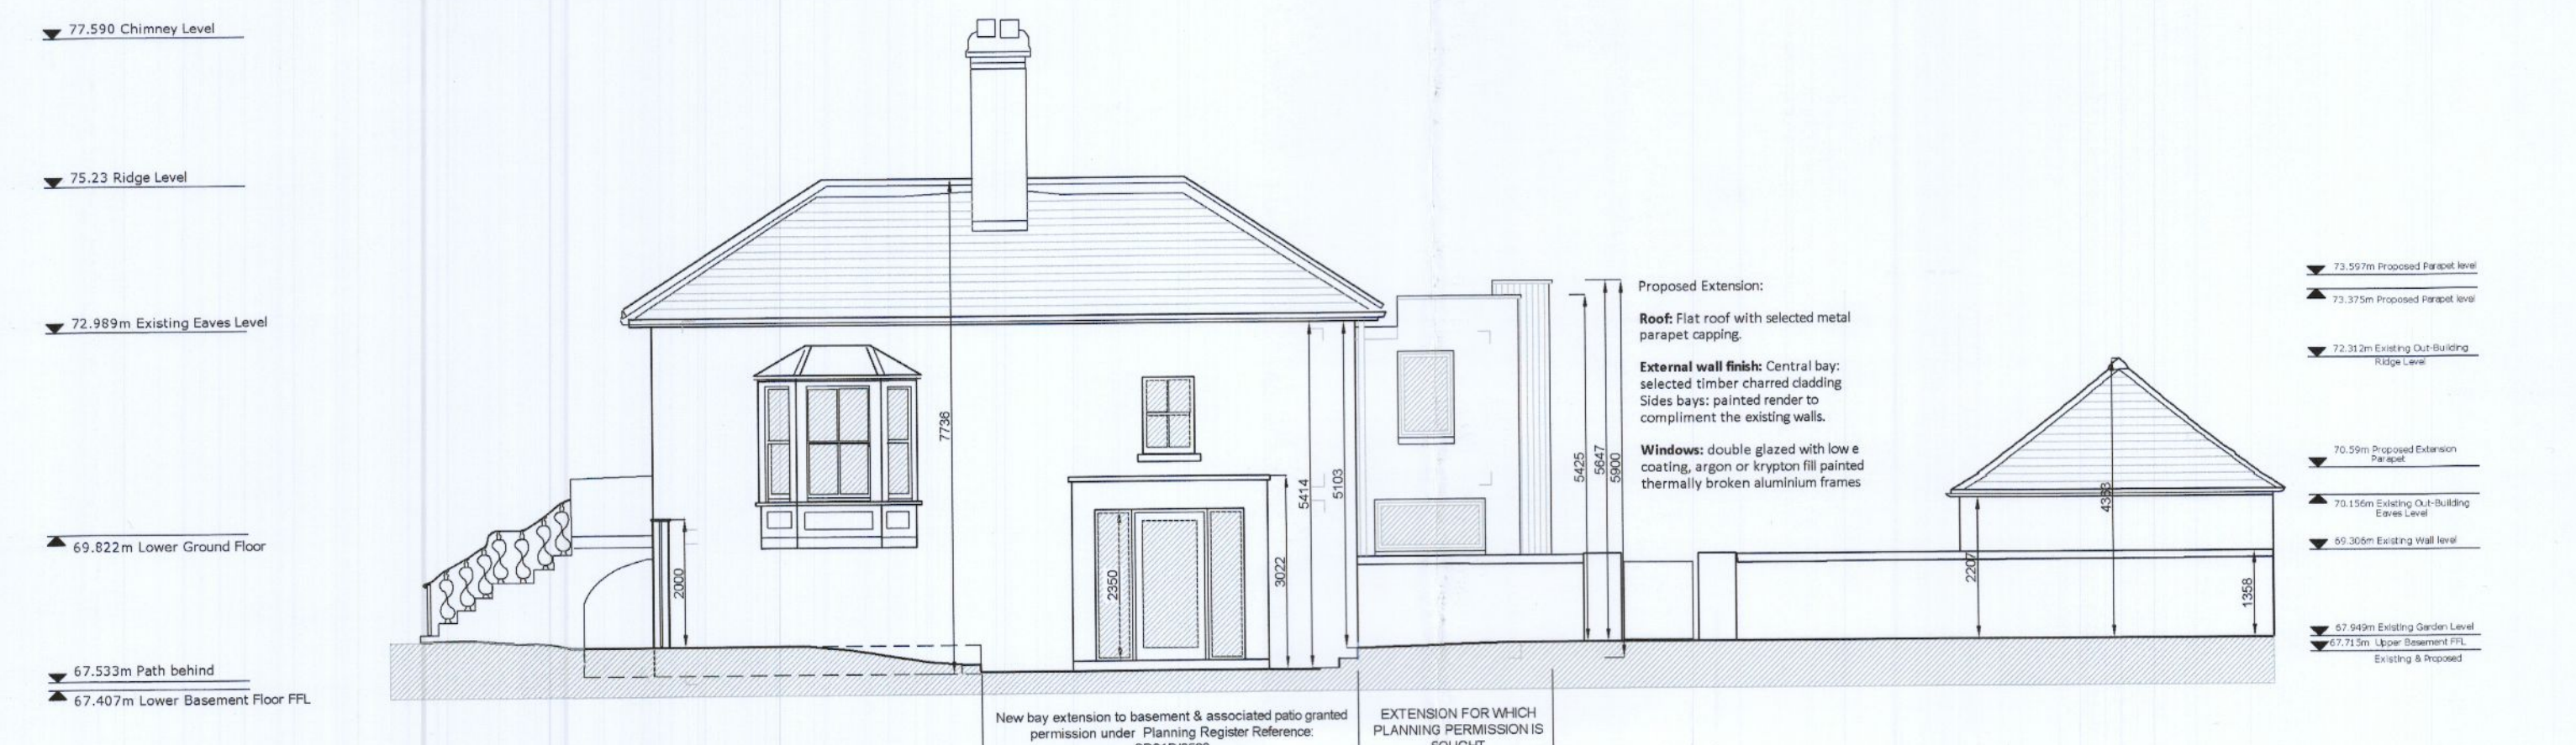 77.590 Chimney Level
75.23 Ridge Level
72.989m Existing Eaves Level
69.822m Lower Ground Floor
67.533m Path behind
67.407m Lower Basement Floor FFL
2000
7738
2350
3022
5414
5103
New bay extension to basement & associated patio granted
permission under Planning Register Reference:
EXTENSION FOR WHICH
PLANNING PERMISSION IS
SOUGHT
5425
5647
5900
Proposed Extension:
Roof: Flat roof with selected metal
parapet capping.
External wall finish: Central bay:
selected timber charred cladding
Sides bays: painted render to
compliment the existing walls.
Windows: double glazed with low e
coating, argon or krypton fill painted
thermally broken aluminium frames
2207
1358
73.597m Proposed Parapet level
73.375m Proposed Parapet level
72.312m Existing Out-Building
Ridge Level
70.59m Proposed Extension
Parapet
70.156m Existing Out-Building
Eaves Level
69.306m Existing Wall level
67.949m Existing Garden Level
67.715m Upper Basement FFL
Existing & Proposed